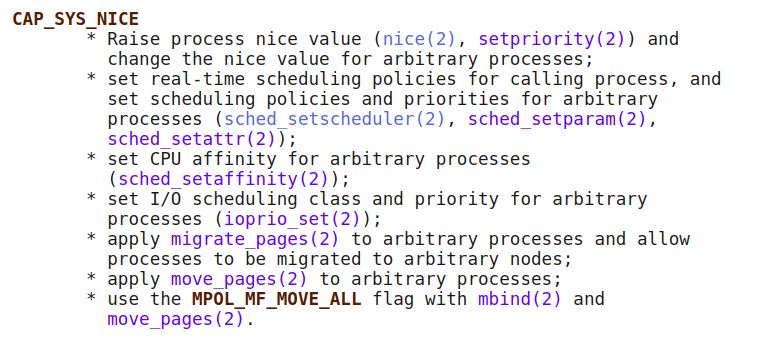 CAP_SYS_NICE
* Raise process nice value (nice(2), setpriority(2)) and
change the nice value for arbitrary processes;
* set real-time scheduling policies for calling process, and
set scheduling policies and priorities for arbitrary
processes (sched_setscheduler(2), sched_setparam(2),
sched_setattr(2));
* set CPU affinity for arbitrary processes
(sched_setaffinity(2));
* set I/O scheduling class and priority for arbitrary
processes (ioprio_set(2));
* apply migrate_pages(2) to arbitrary processes and allow
processes to be migrated to arbitrary nodes;
* apply move_pages(2) to arbitrary processes;
* use the MPOL_MF_MOVE_ALL flag with mbind(2) and
move_pages(2).